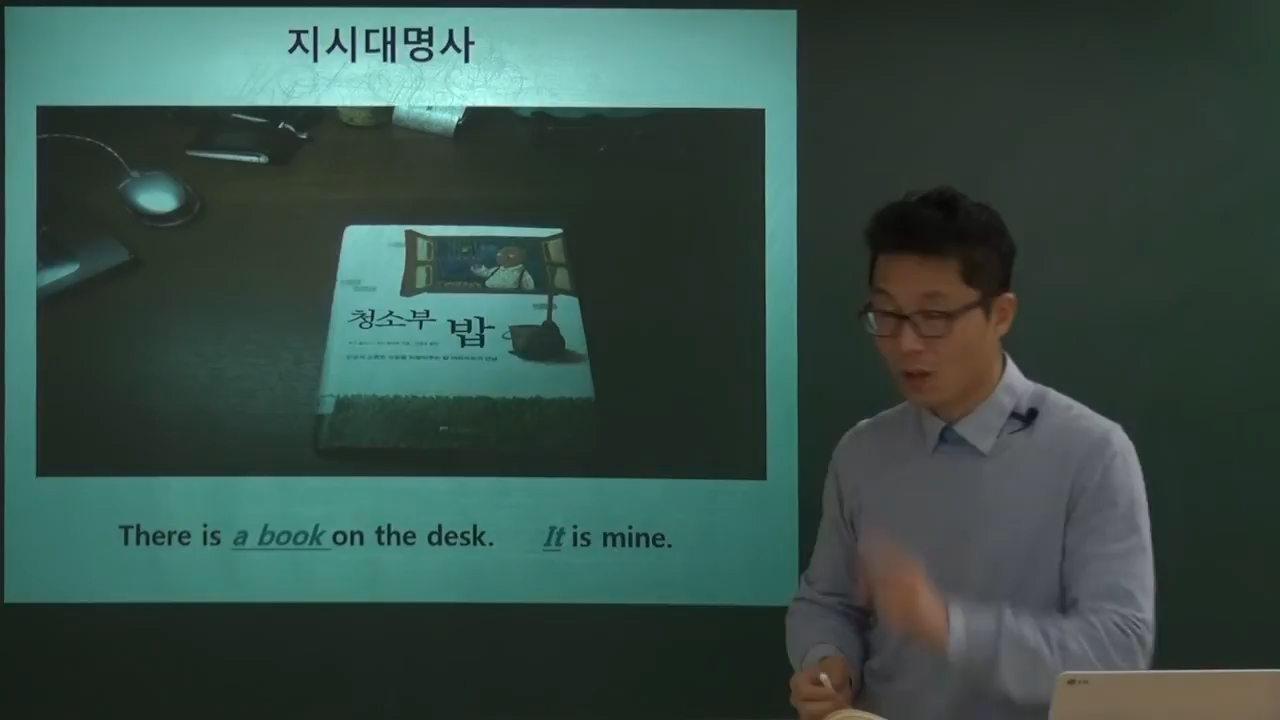 지시대명사
청소부 밥
There is a book on the desk. It is mine.